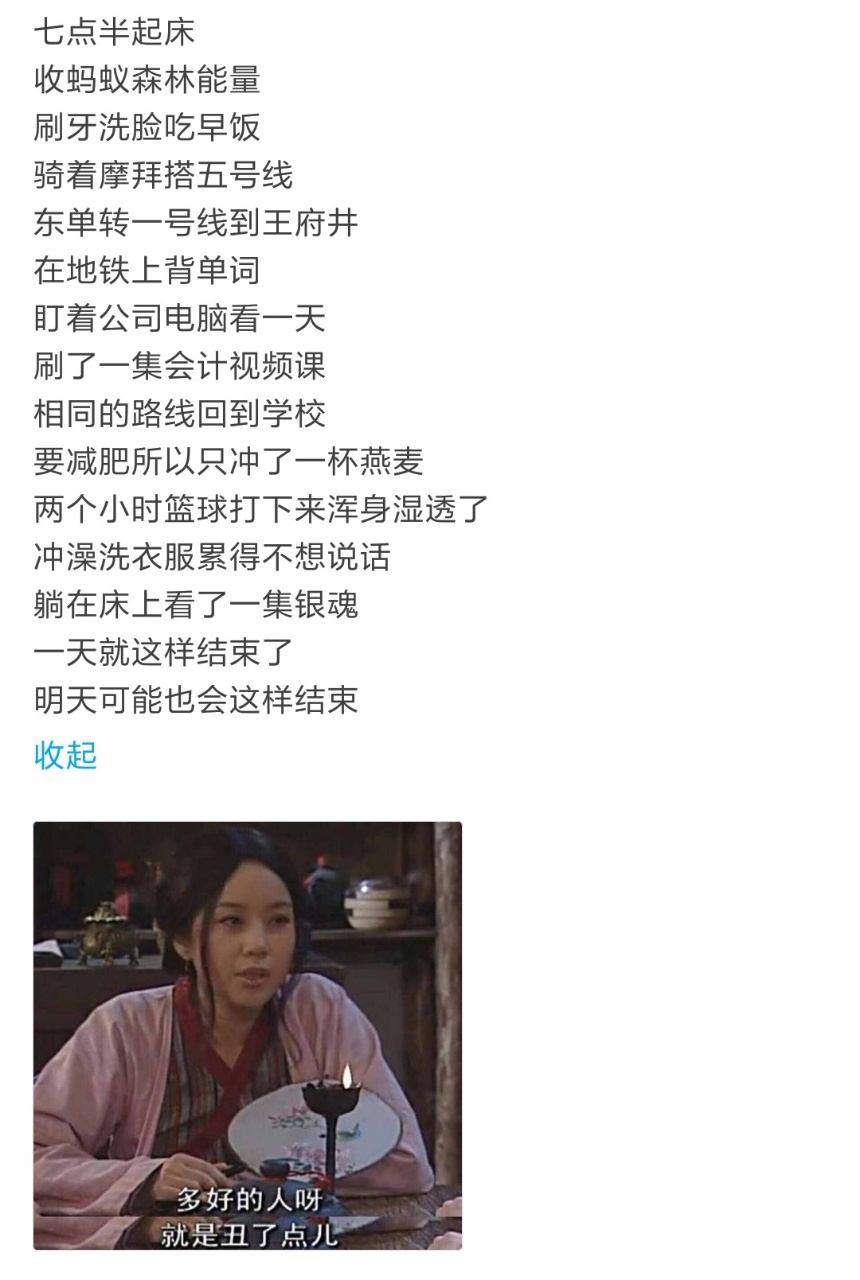 七点半起床
收蚂蚁森林能量
刷牙洗脸吃早饭
骑着摩拜搭五号线
东单转一号线到王府井
在地铁上背单词
盯着公司电脑看一天
刷了一集会计视频课
相同的路线回到学校
要减肥所以只冲了一杯燕麦
两个小时篮球打下来浑身湿透了
冲澡洗衣服累得不想说话
躺在床上看了一集银魂
一天就这样结束了
明天可能也会这样结束
收起
多好的人呀
就是丑了点儿